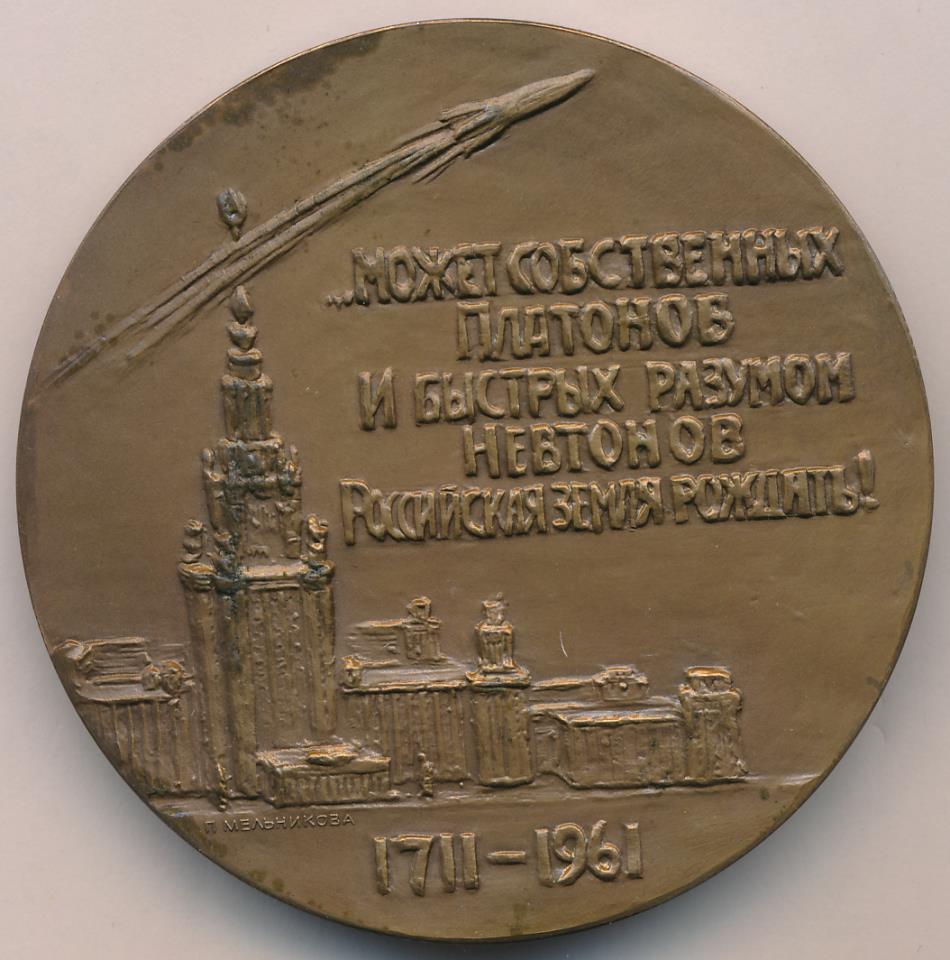 ...МОЖЕТ СОБСТВЕННЫХ
ПЛАТОНОВ
И БЫСТРЫХ РАЗУМОМ
НЕВТОНОВ
РОССИЙСКАЯ ЗЕМЛЯ РОЖДАТЬ!
П МЕЛЬНИКОВА
1711–1961